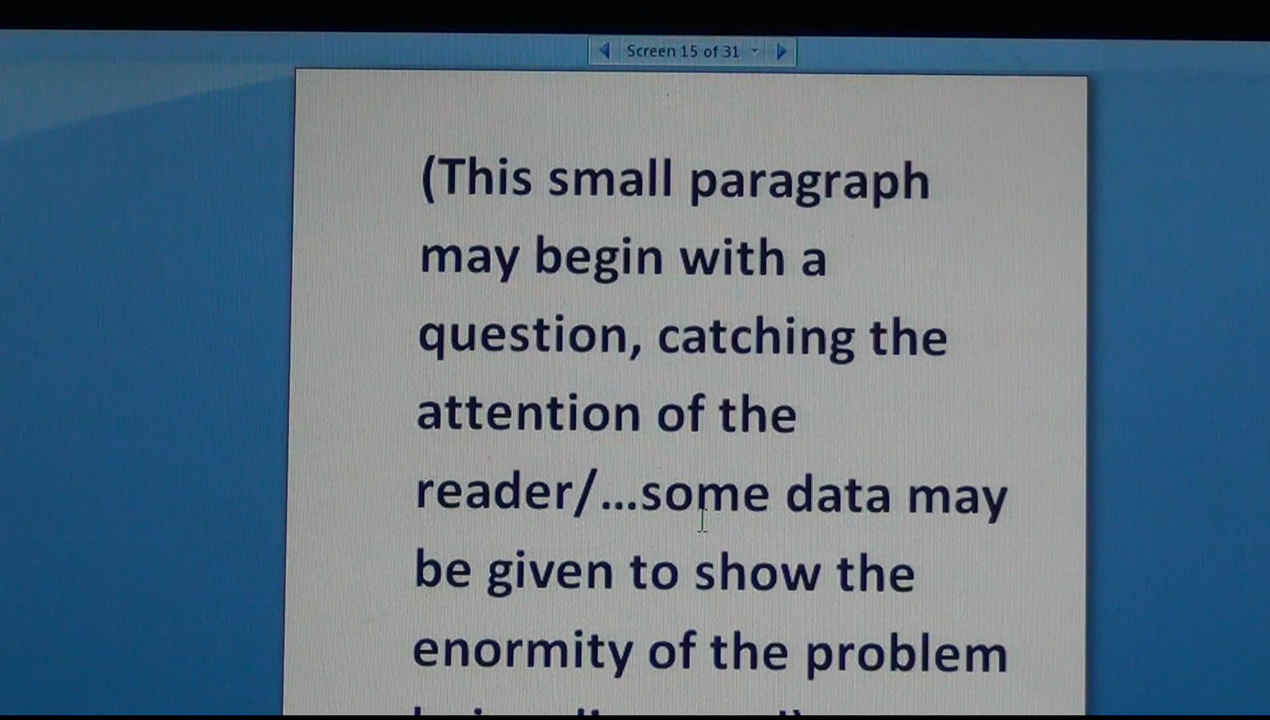 Screen 15 of 31
(This small paragraph
may begin with a
question, catching the
attention of the
reader/...some data may
be given to show the
enormity of the problem